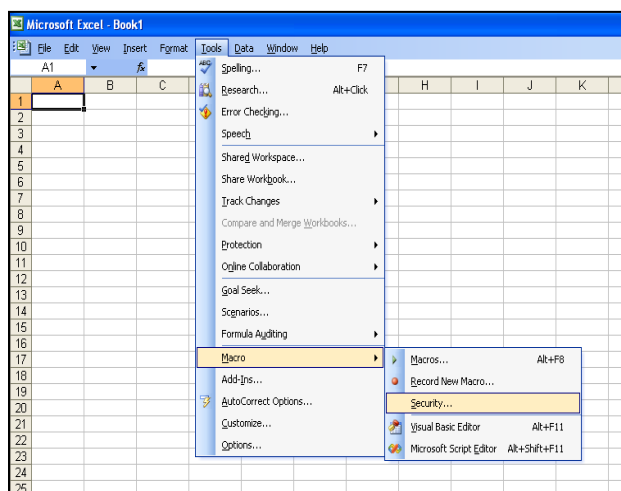 Microsoft Excel - Book1
File Edit View Insert Format Tools Data Window Help
A1 fx
A B C H I J K
1
2
3
4
5
6
7
8
9
10
11
12
13
14
15
16
17
18
19
20
21
22
23
24
25
ABC Spelling... F7
Research... Alt+Click
Error Checking...
Speech
Shared Workspace...
Share Workbook...
Track Changes
Compare and Merge Workbooks...
Protection
Online Collaboration
Goal Seek...
Scenarios...
Formula Auditing
Macro
Add-Ins...
AutoCorrect Options...
Customize...
Options...
Macros... Alt+F8
Record New Macro...
Security...
Visual Basic Editor Alt+F11
Microsoft Script Editor Alt+Shift+F11